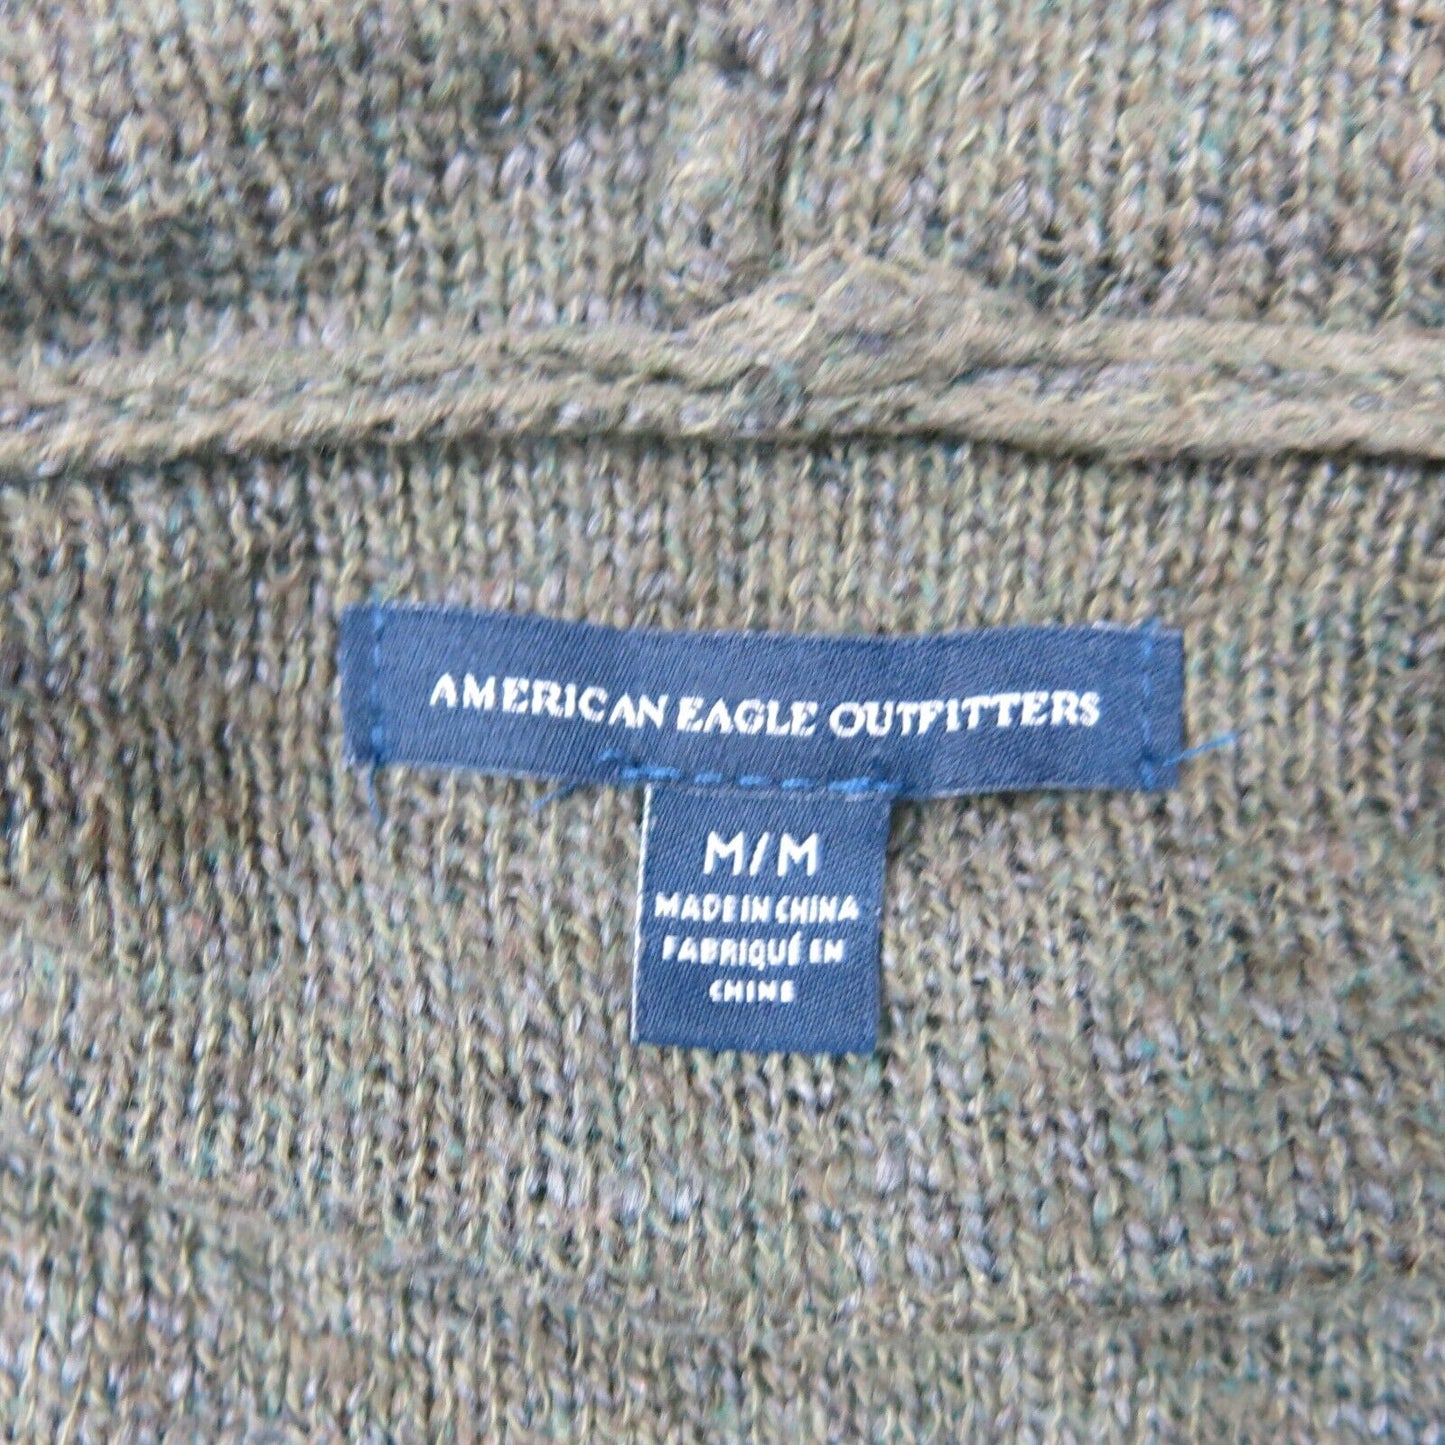 AMERICAN EAGLE OUTFITTERS
M/M
MADE IN CHINA
FABRIQUÉ EN
CHINE